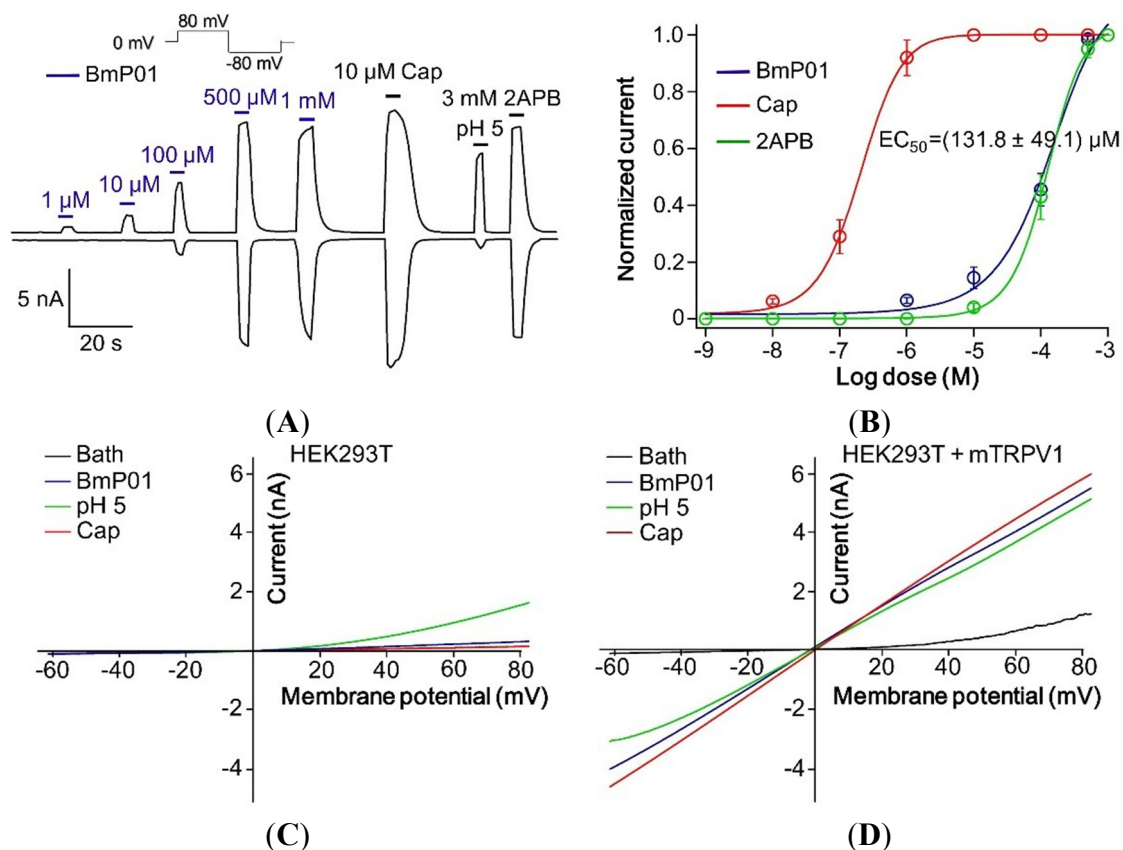 80 mV
0 mV
-80 mV
BmP01
1 µM
10 µM
100 µM
500 µM
1 mM
10 µM Cap
pH 5
3 mM 2APB
5 nA
20 s
(A)
Normalized current
1.0
0.8
0.6
0.4
0.2
0
BmP01
Cap
2APB
EC50=(131.8 ± 49.1) µM
-9 -8 -7 -6 -5 -4 -3
Log dose (M)
(B)
HEK293T
Bath
BmP01
pH 5
Cap
Current (nA)
6
4
2
-2
-4
-60 -40 -20 20 40 60 80
Membrane potential (mV)
(C)
HEK293T + mTRPV1
Bath
BmP01
pH 5
Cap
Current (nA)
6
4
2
-2
-4
-60 -40 -20 20 40 60 80
Membrane potential (mV)
(D)